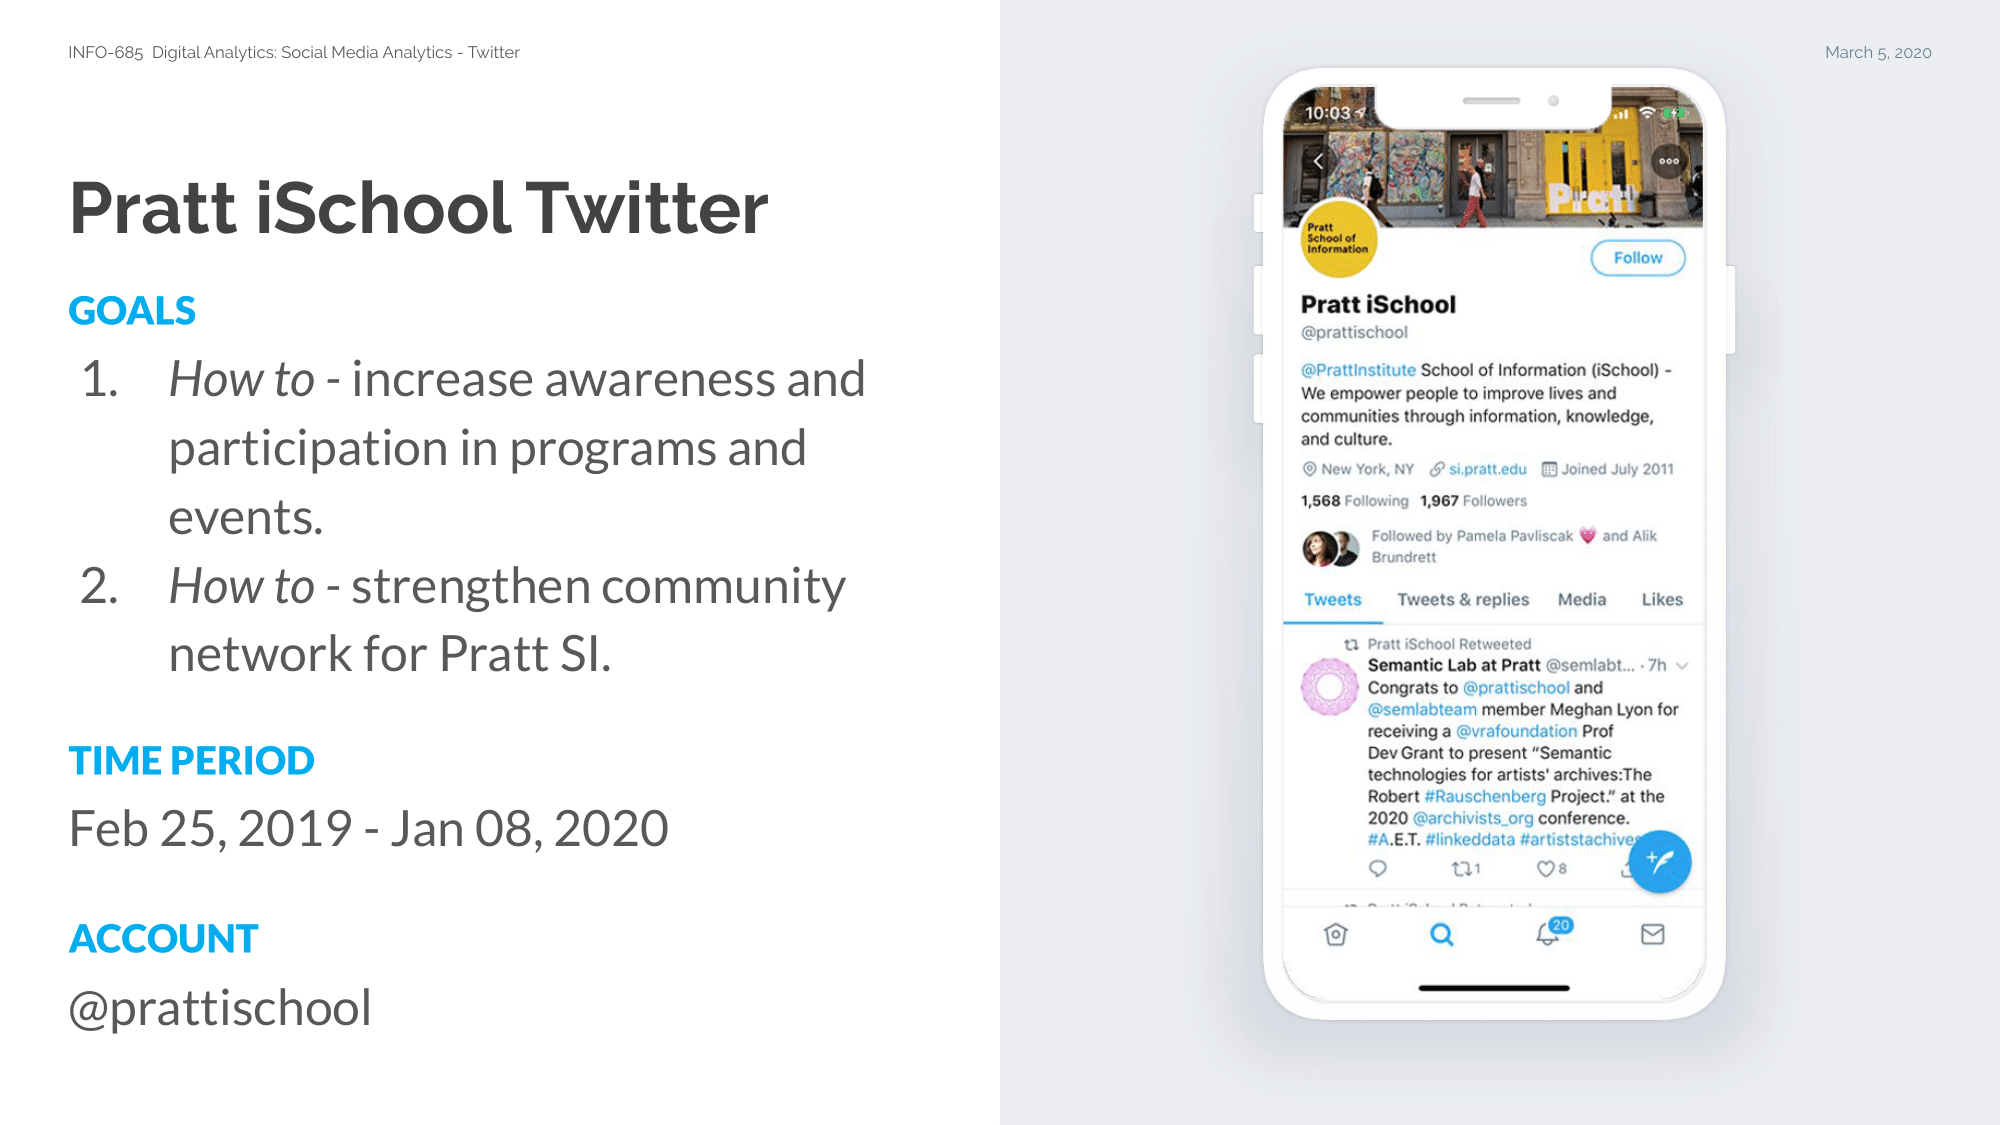 INFO-685 Digital Analytics: Social Media Analytics - Twitter
March 5, 2020
Pratt iSchool Twitter
GOALS
1. How to - increase awareness and
participation in programs and
events.
2. How to - strengthen community
network for Pratt SI.
TIME PERIOD
Feb 25, 2019 - Jan 08, 2020
ACCOUNT
@prattischool
10:03
Pratt
Pratt
School of
Information
Follow
Pratt iSchool
@prattischool
@PrattInstitute School of Information (iSchool) -
We empower people to improve lives and
communities through information, knowledge,
and culture.
New York, NY si.pratt.edu Joined July 2011
1,568 Following 1,967 Followers
Followed by Pamela Pavliscak 💗 and Alik
Brundrett
Tweets Tweets & replies Media Likes
Pratt iSchool Retweeted
Semantic Lab at Pratt @semlabt... · 7h
Congrats to @prattischool and
@semlabteam member Meghan Lyon for
receiving a @vrafoundation Prof
Dev Grant to present “Semantic
technologies for artists' archives:The
Robert #Rauschenberg Project.” at the
2020 @archivists_org conference.
#A.E.T. #linkeddata #artiststachives
1 8
20